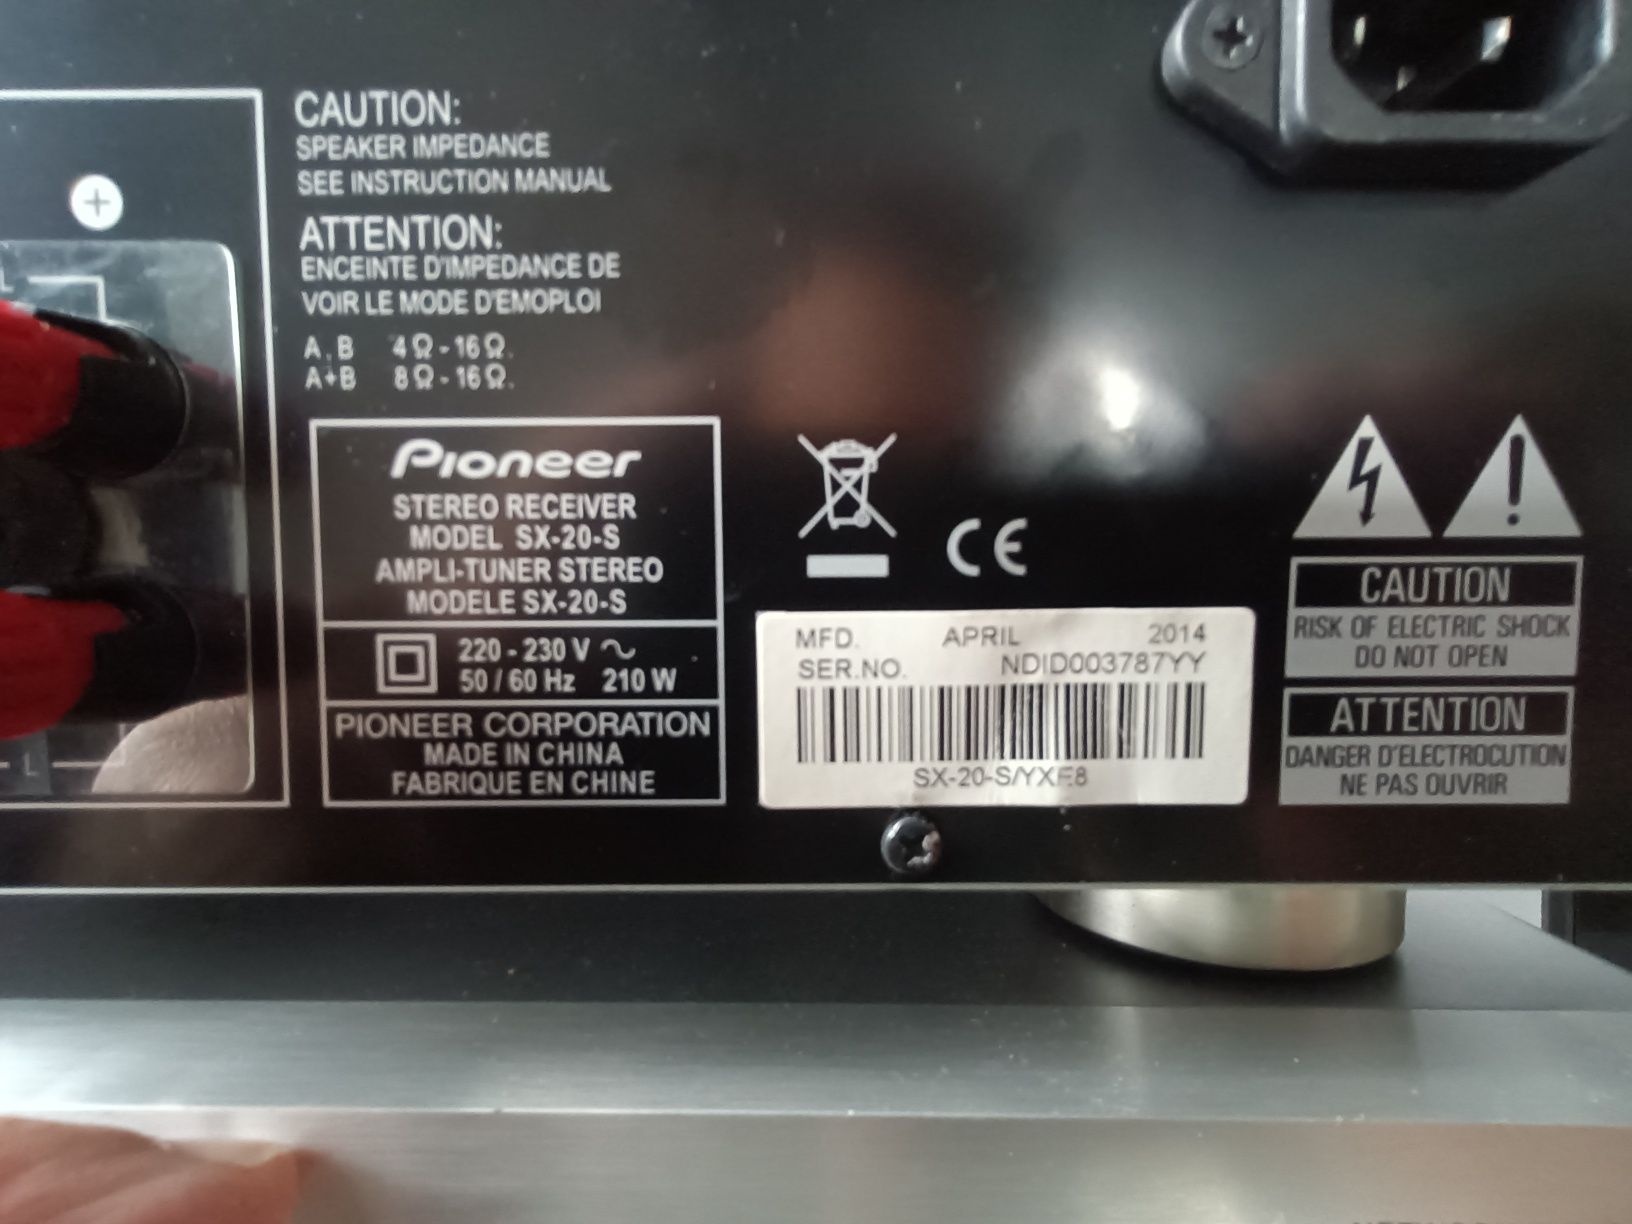 CAUTION:
SPEAKER IMPEDANCE
SEE INSTRUCTION MANUAL
ATTENTION:
ENCEINTE D'IMPEDANCE DE
VOIR LE MODE D'EMOPLOI
A , B 4Ω - 16Ω.
A+B 8Ω - 16Ω.
Pioneer
STEREO RECEIVER
MODEL SX-20-S
AMPLI-TUNER STEREO
MODELE SX-20-S
220 - 230 V ~
50 / 60 Hz 210 W
PIONEER CORPORATION
MADE IN CHINA
FABRIQUE EN CHINE
CE
MFD. APRIL 2014
SER.NO. NDID003787YY
SX-20-S/YXE8
CAUTION
RISK OF ELECTRIC SHOCK
DO NOT OPEN
ATTENTION
DANGER D'ELECTROCUTION
NE PAS OUVRIR
+
L